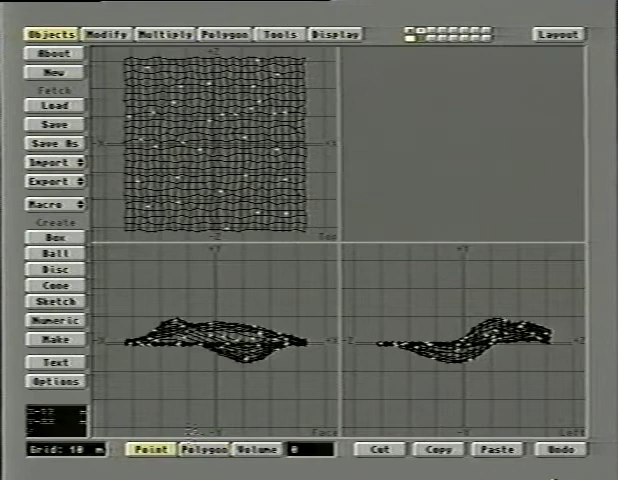 Objects Modify Multiply Polygon Tools Display Layout
About
New
Fetch
Load
Save
Save As
Import
Export
Macro
Create
Box
Ball
Disc
Cone
Sketch
Numeric
Make
Text
Options
+Z
-X +X
-Z Top
+Y
-X +X
-Y Face
+Y
-Z
-Y Left
Grid: 10 m Point Polygon Volume 0 Cut Copy Paste Undo